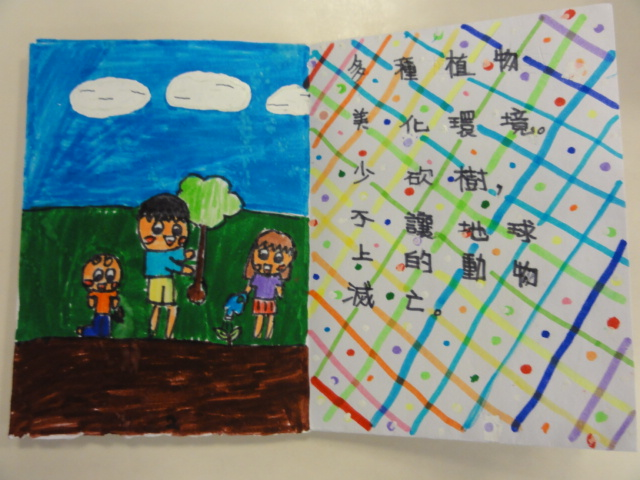 多種植物
美化環境。
少砍樹，
不讓地球
上的動物
滅亡。